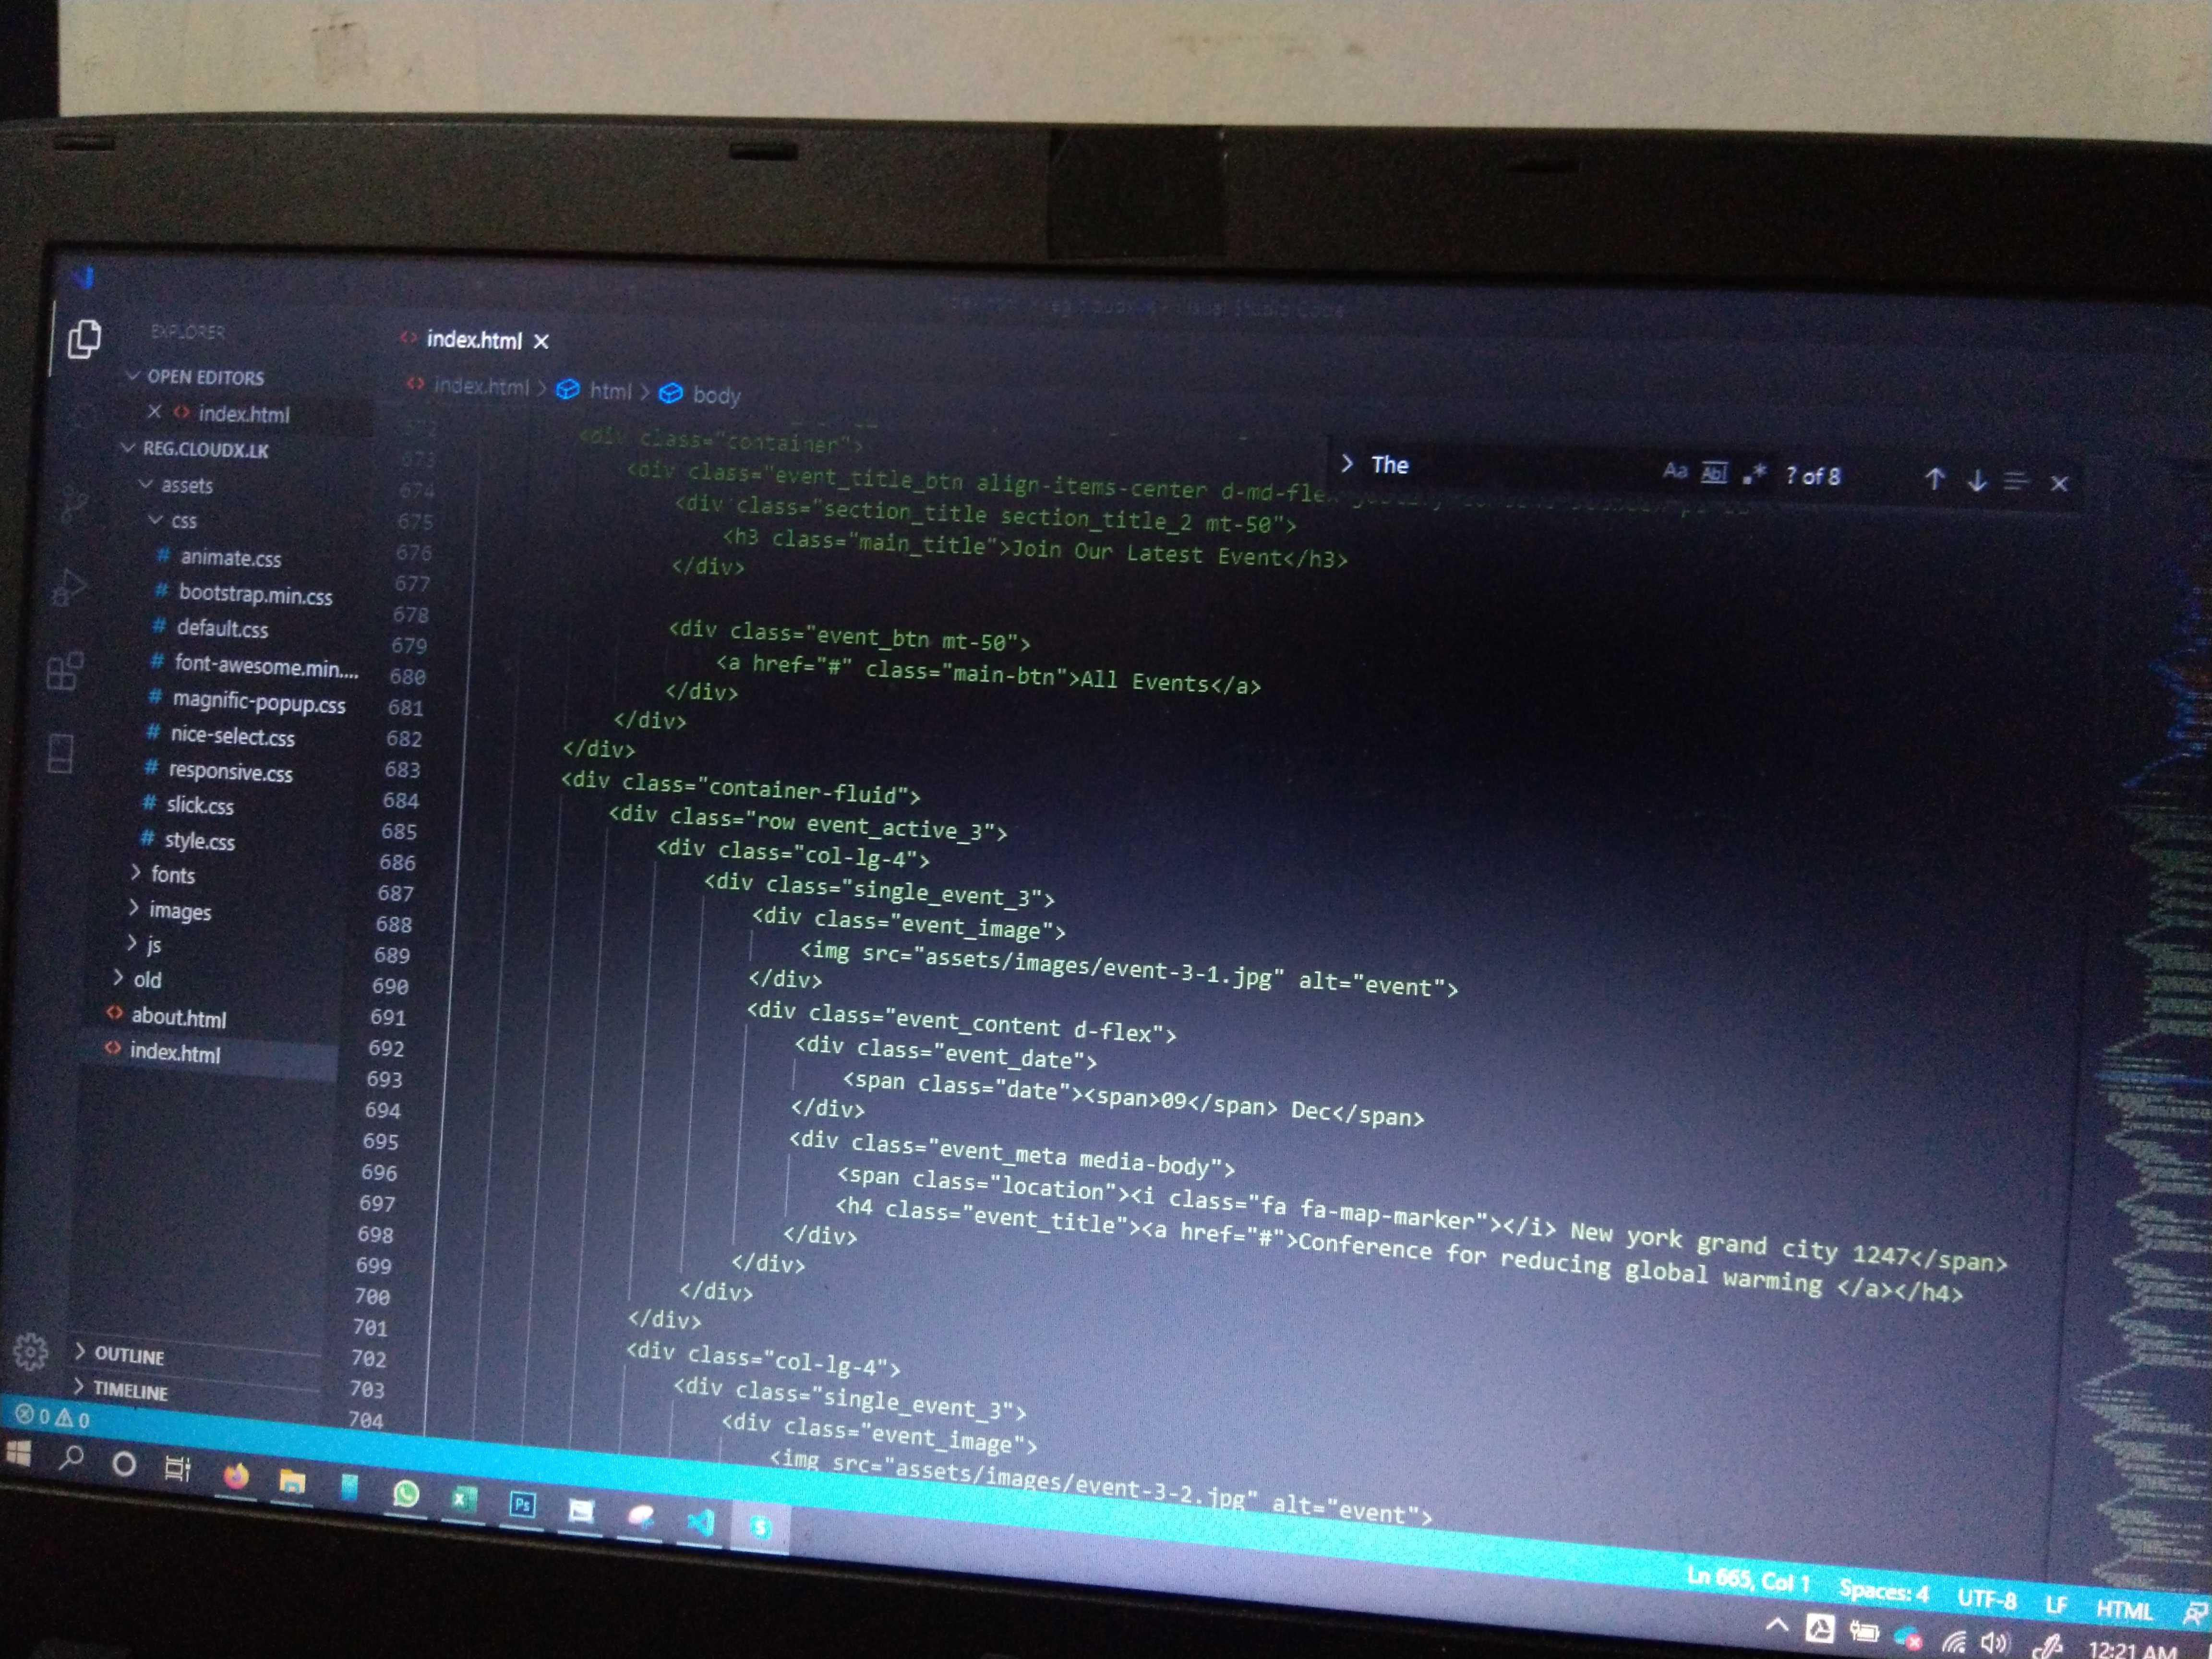 EXPLORER
OPEN EDITORS
index.html
REG.CLOUDX.LK
assets
css
animate.css
bootstrap.min.css
default.css
font-awesome.min....
magnific-popup.css
nice-select.css
responsive.css
slick.css
style.css
fonts
images
js
old
about.html
index.html
OUTLINE
TIMELINE
0 0
Visual Studio Code
index.html
index.html > html > body
The Aa Abl .* ? of 8
672
673 <div class="container">
674 <div class="event_title_btn align-items-center d-md-flex
675 <div class="section_title section_title_2 mt-50">
676 <h3 class="main_title">Join Our Latest Event</h3>
677 </div>
678
679 <div class="event_btn mt-50">
680 <a href="#" class="main-btn">All Events</a>
681 </div>
682 </div>
683 </div>
684 <div class="container-fluid">
685 <div class="row event_active_3">
686 <div class="col-lg-4">
687 <div class="single_event_3">
688 <div class="event_image">
689 <img src="assets/images/event-3-1.jpg" alt="event">
690 </div>
691 <div class="event_content d-flex">
692 <div class="event_date">
693 <span class="date"><span>09</span> Dec</span>
694 </div>
695 <div class="event_meta media-body">
696 <span class="location"><i class="fa fa-map-marker"></i> New york grand city 1247</span>
697 <h4 class="event_title"><a href="#">Conference for reducing global warming </a></h4>
698 </div>
699 </div>
700 </div>
701 </div>
702 <div class="col-lg-4">
703 <div class="single_event_3">
704 <div class="event_image">
<img src="assets/images/event-3-2.jpg" alt="event">
Ln 665, Col 1 Spaces: 4 UTF-8 LF HTML
Ps
12:21 AM